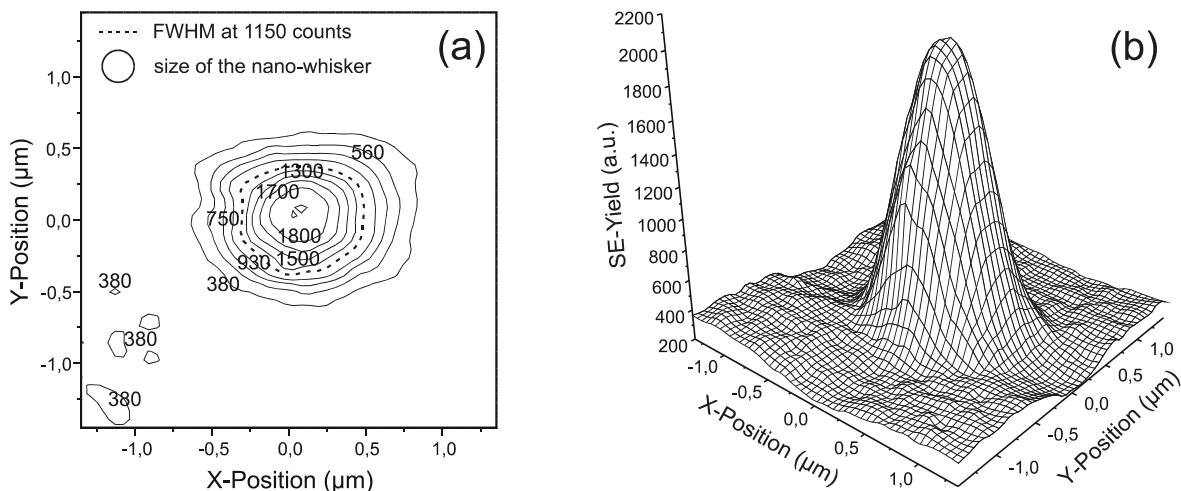 FWHM at 1150 counts
size of the nano-whisker
(a)
1,0
0,5
0,0
-0,5
-1,0
Y-Position (µm)
560
1300
1700
750
1800
1500
930
380
380
380
380
-1,0 -0,5 0,0 0,5 1,0
X-Position (µm)
(b)
2200
2000
1800
1600
1400
1200
1000
800
600
400
200
SE-Yield (a.u.)
-1,0 -0,5 0,0 0,5 1,0
X-Position (µm)
-1,0 -0,5 0,0 0,5 1,0
Y-Position (µm)